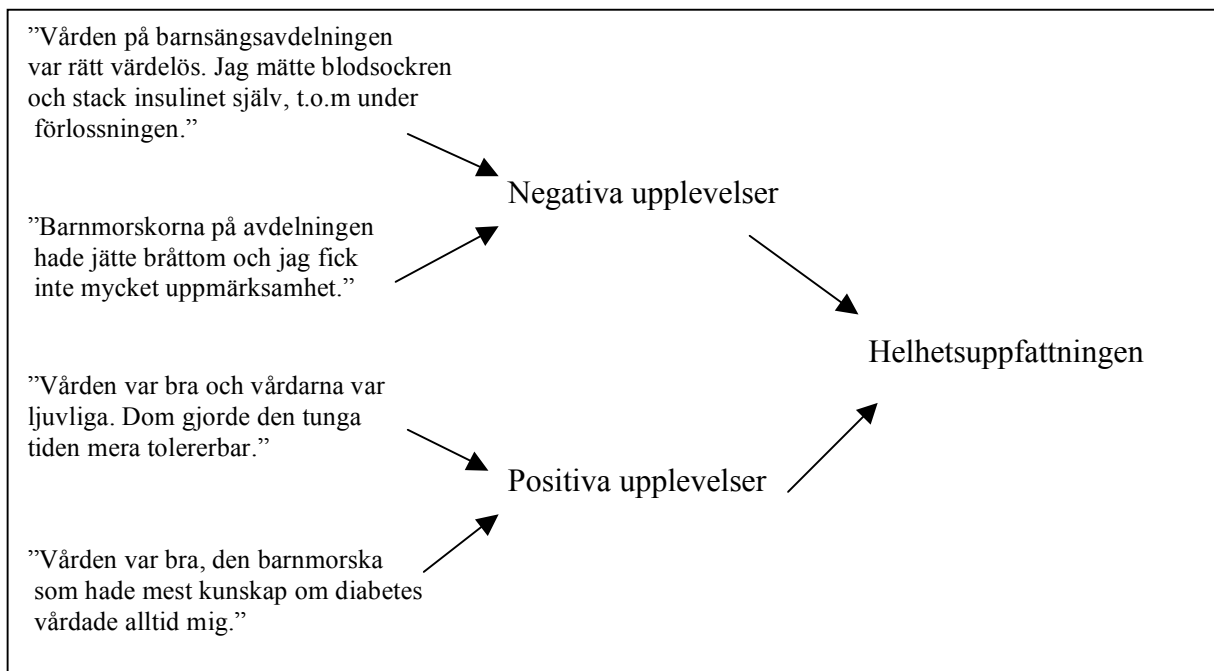 ”Vården på barnsängsavdelningen
var rätt värdelös. Jag mätte blodsockren
och stack insulinet själv, t.o.m under
förlossningen.”
Negativa upplevelser
”Barnmorskorna på avdelningen
hade jätte bråttom och jag fick
inte mycket uppmärksamhet.”
Helhetsuppfattningen
”Vården var bra och vårdarna var
ljuvliga. Dom gjorde den tunga
tiden mera tolererbar.”
Positiva upplevelser
”Vården var bra, den barnmorska
som hade mest kunskap om diabetes
vårdade alltid mig.”